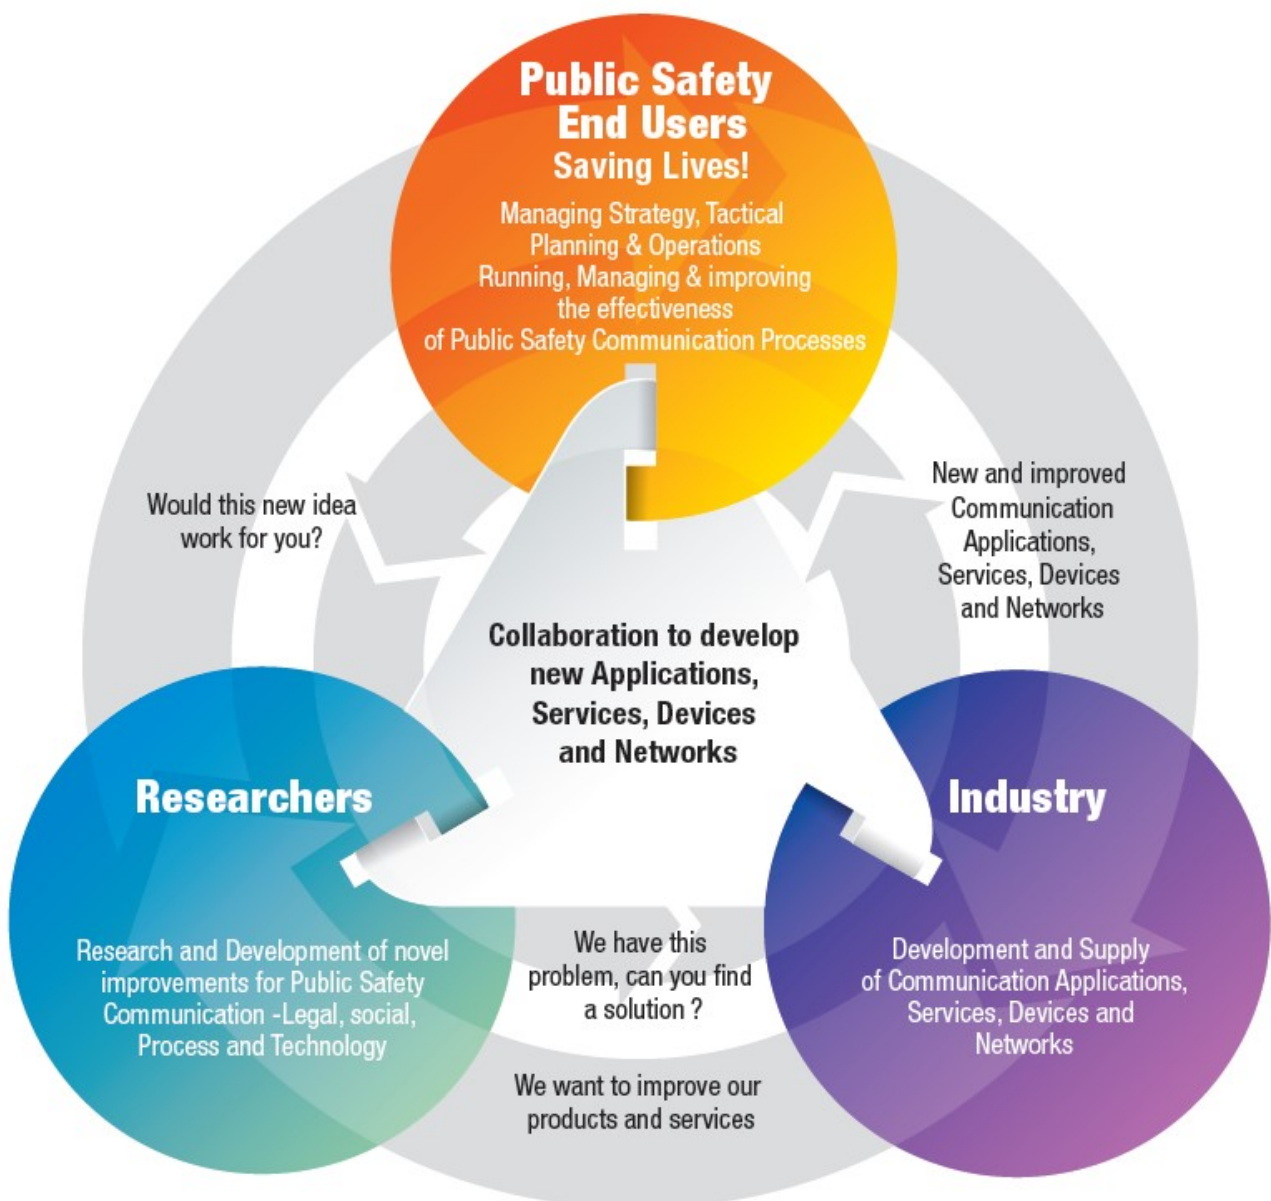 Public Safety
End Users
Saving Lives!
Managing Strategy, Tactical
Planning & Operations
Running, Managing & improving
the effectiveness
of Public Safety Communication Processes
Would this new idea
work for you?
New and improved
Communication
Applications,
Services, Devices
and Networks
Collaboration to develop
new Applications,
Services, Devices
and Networks
Researchers
Research and Development of novel
improvements for Public Safety
Communication -Legal, social,
Process and Technology
Industry
Development and Supply
of Communication Applications,
Services, Devices and
Networks
We have this
problem, can you find
a solution ?
We want to improve our
products and services